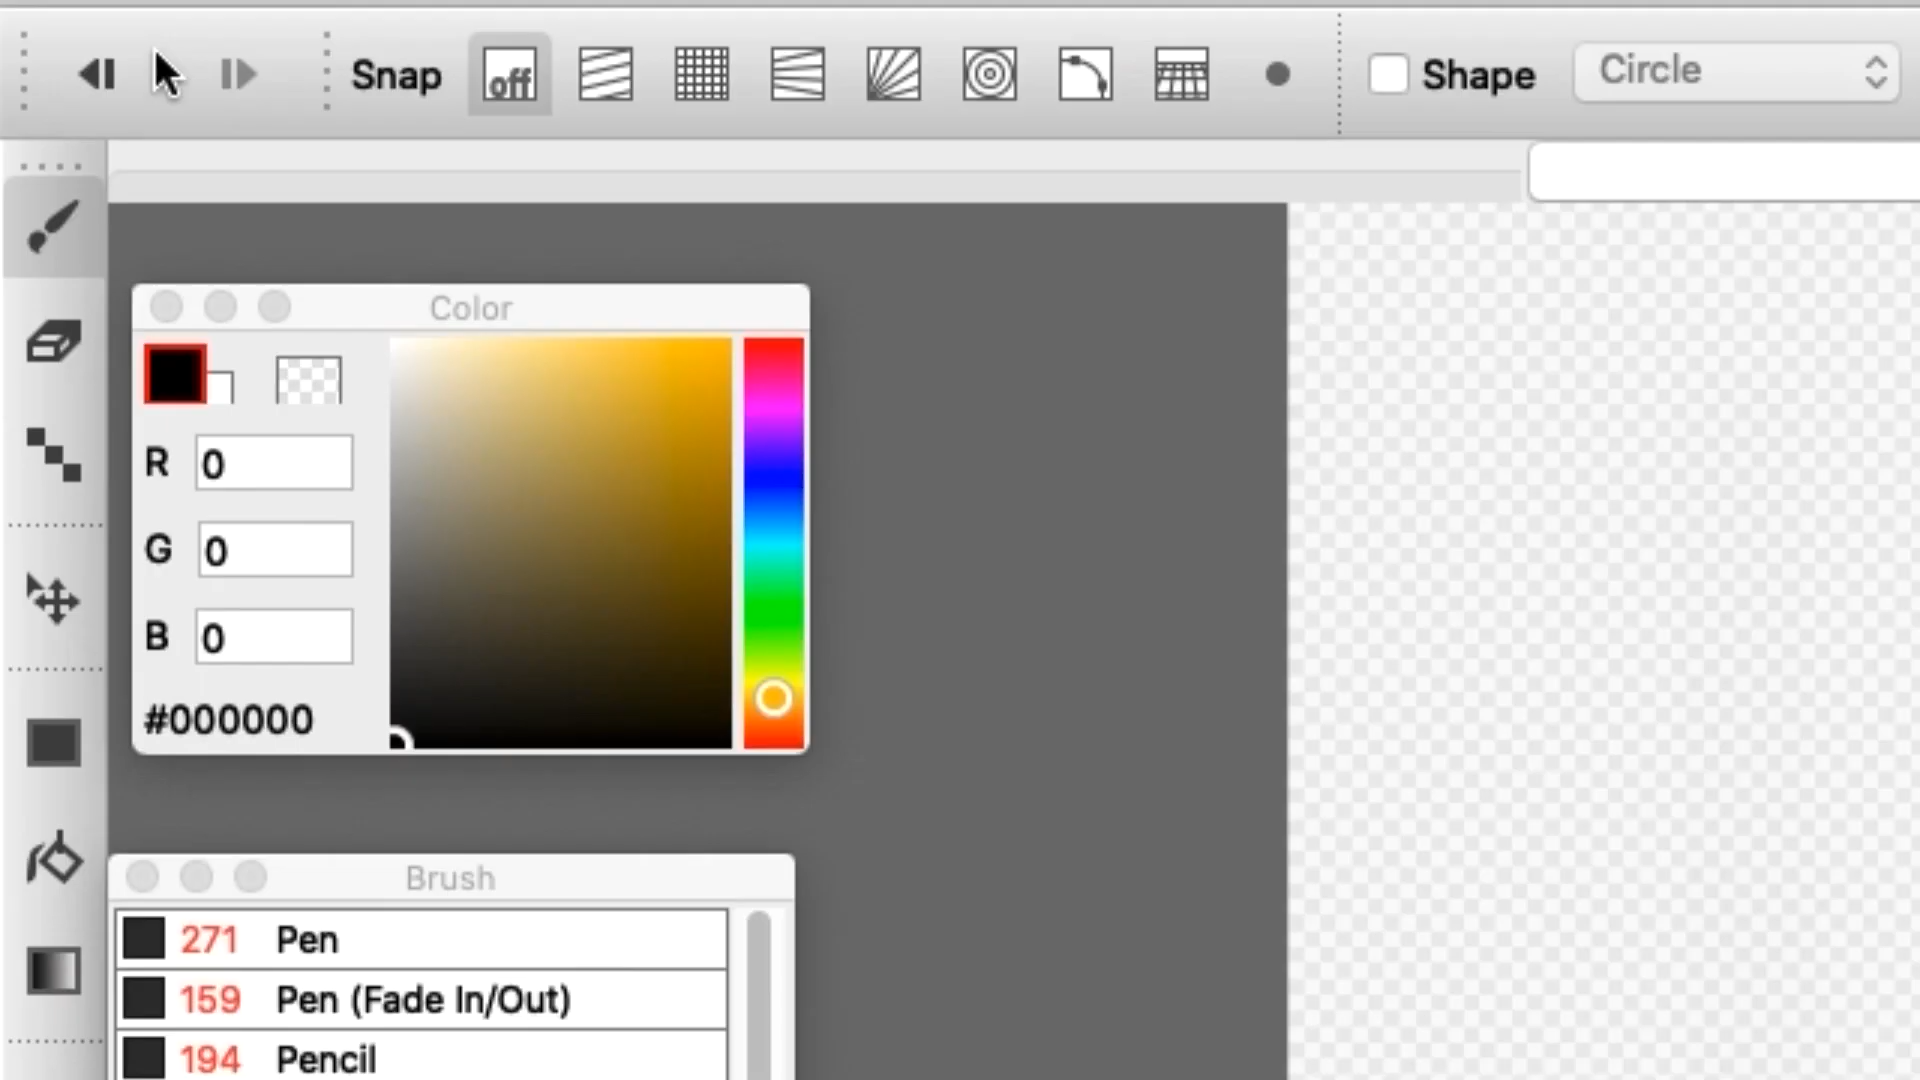 Snap off Shape Circle
Color
R 0
G 0
B 0
#000000
Brush
271 Pen
159 Pen (Fade In/Out)
194 Pencil